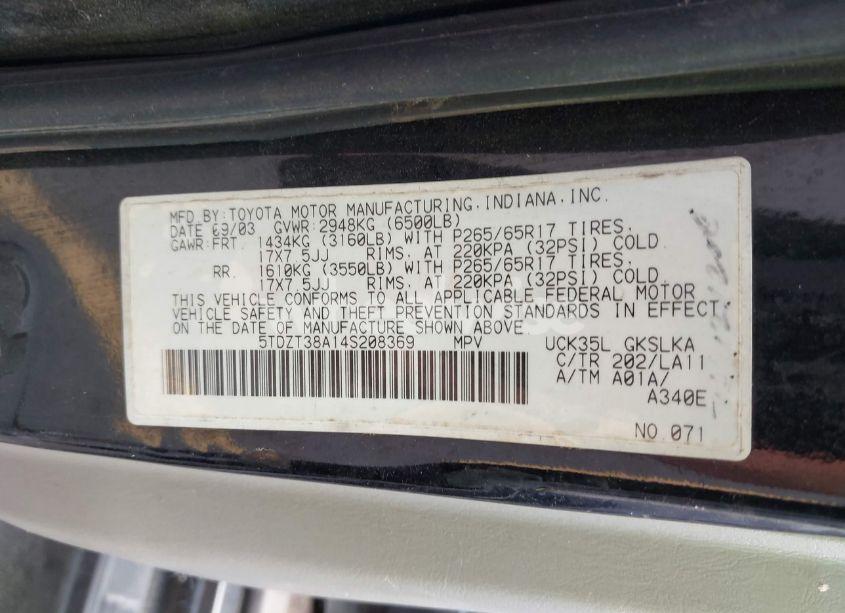 MFD.BY:TOYOTA MOTOR MANUFACTURING.INDIANA.INC.
DATE 09/03 GVWR:2948KG (6500LB)
GAWR:FRT. 1434KG (3160LB) WITH P265/65R17 TIRES.
17X7.5JJ RIMS. AT 220KPA (32PSI) COLD.
RR. 1610KG (3550LB) WITH P265/65R17 TIRES.
17X7.5JJ RIMS. AT 220KPA (32PSI) COLD.
THIS VEHICLE CONFORMS TO ALL APPLICABLE FEDERAL MOTOR
VEHICLE SAFETY AND THEFT PREVENTION STANDARDS IN EFFECT
ON THE DATE OF MANUFACTURE SHOWN ABOVE.
5TDZT38A14S208369 MPV UCK35L GKSLKA
C/TR 202/LA11
A/TM A01A/
A340E
NO.071